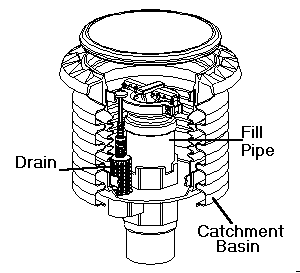 Fill
Pipe
Drain
Catchment
Basin